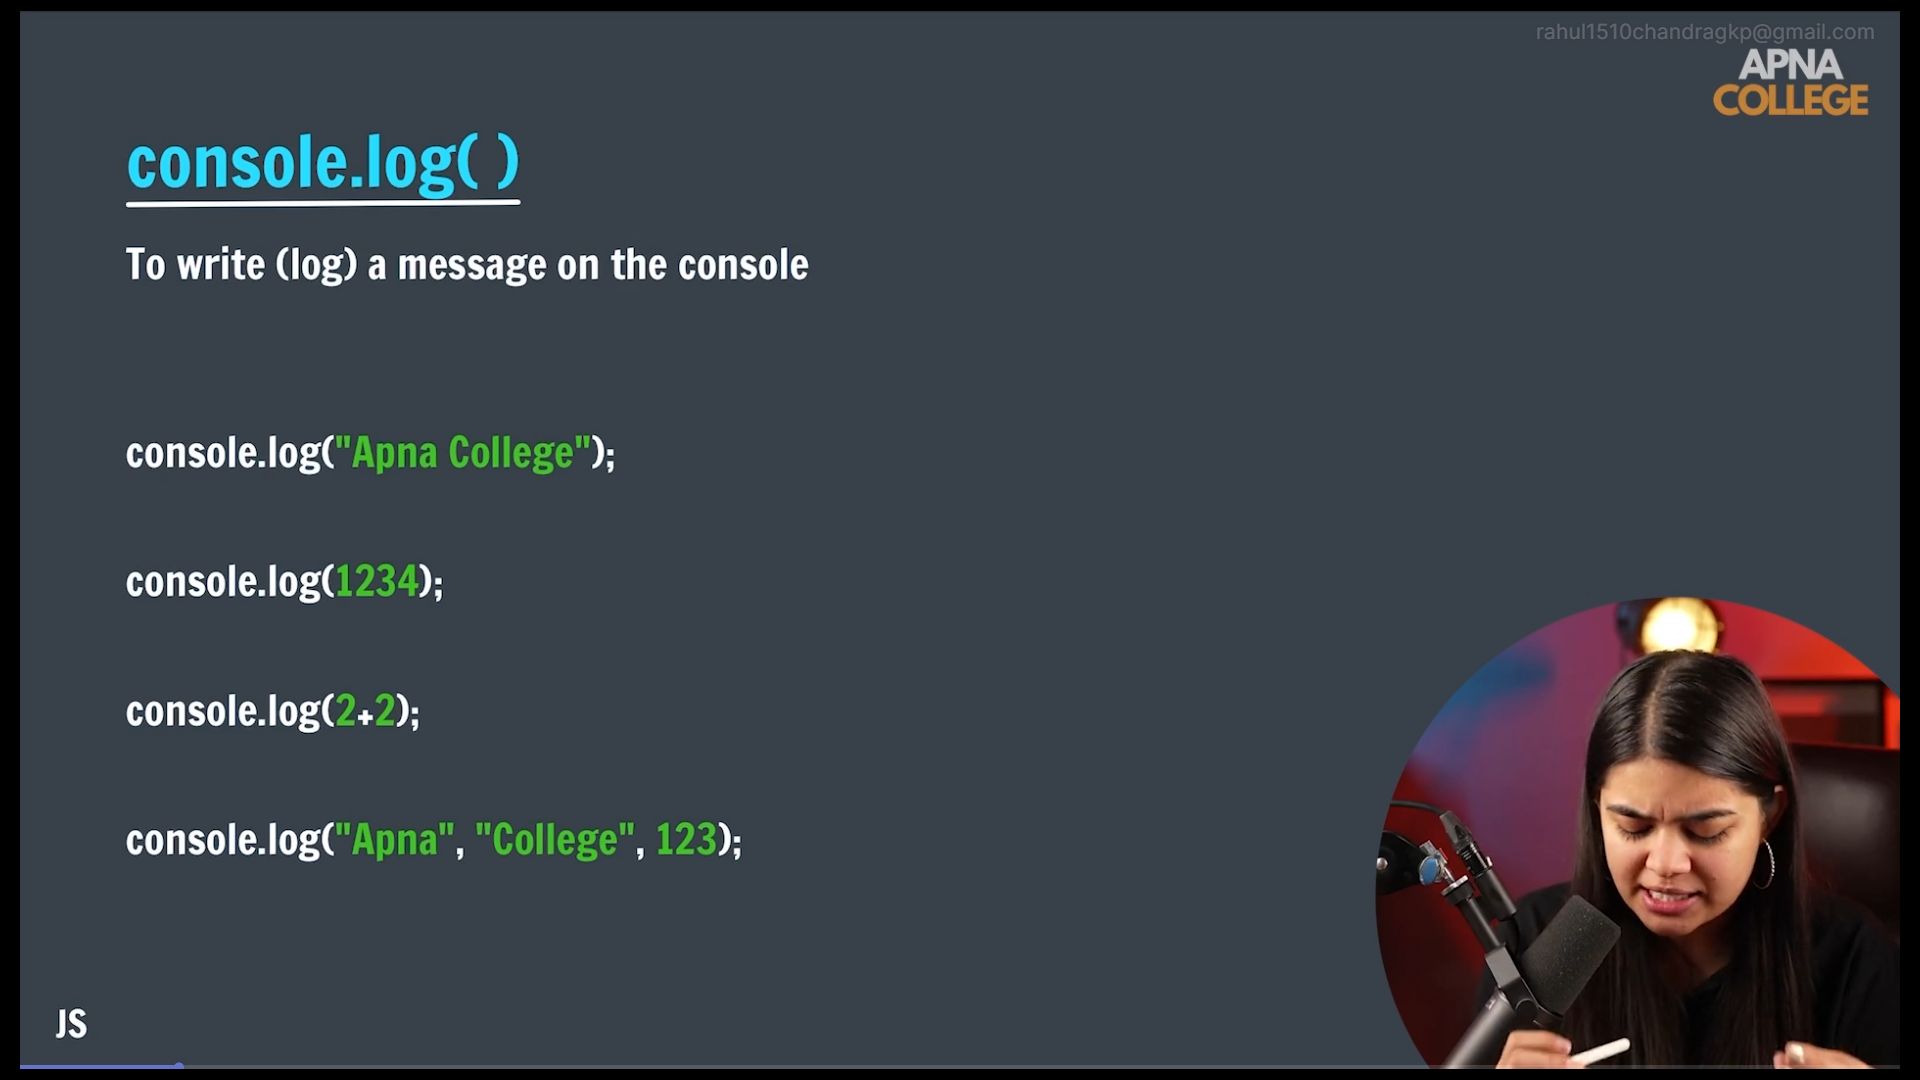 rahul1510chandragkp@gmail.com
APNA
COLLEGE
console.log( )
To write (log) a message on the console
console.log("Apna College");
console.log(1234);
console.log(2+2);
console.log("Apna", "College", 123);
JS